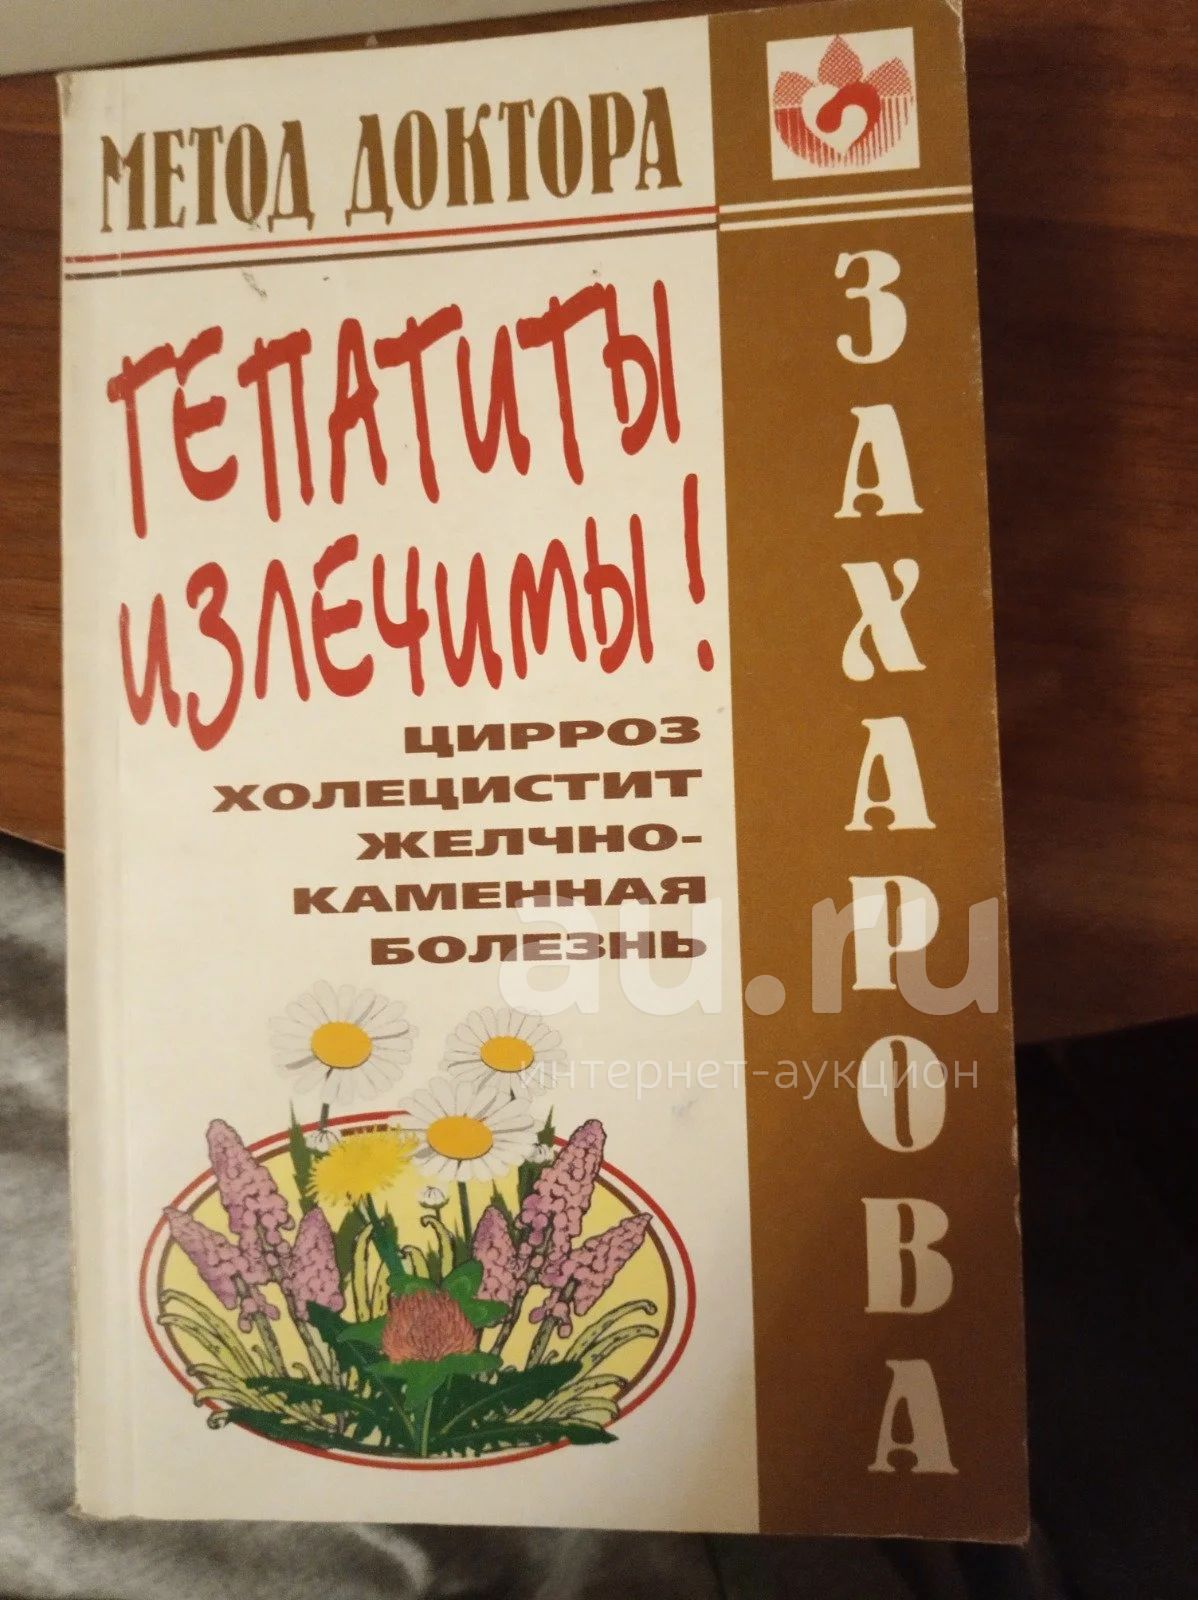 МЕТОД ДОКТОРА
ЗАХАРОВА
ГЕПАТИТЫ
ИЗЛЕЧИМЫ!
ЦИРРОЗ
ХОЛЕЦИСТИТ
ЖЕЛЧНО-
КАМЕННАЯ
БОЛЕЗНЬ
au.ru
интернет-аукцион